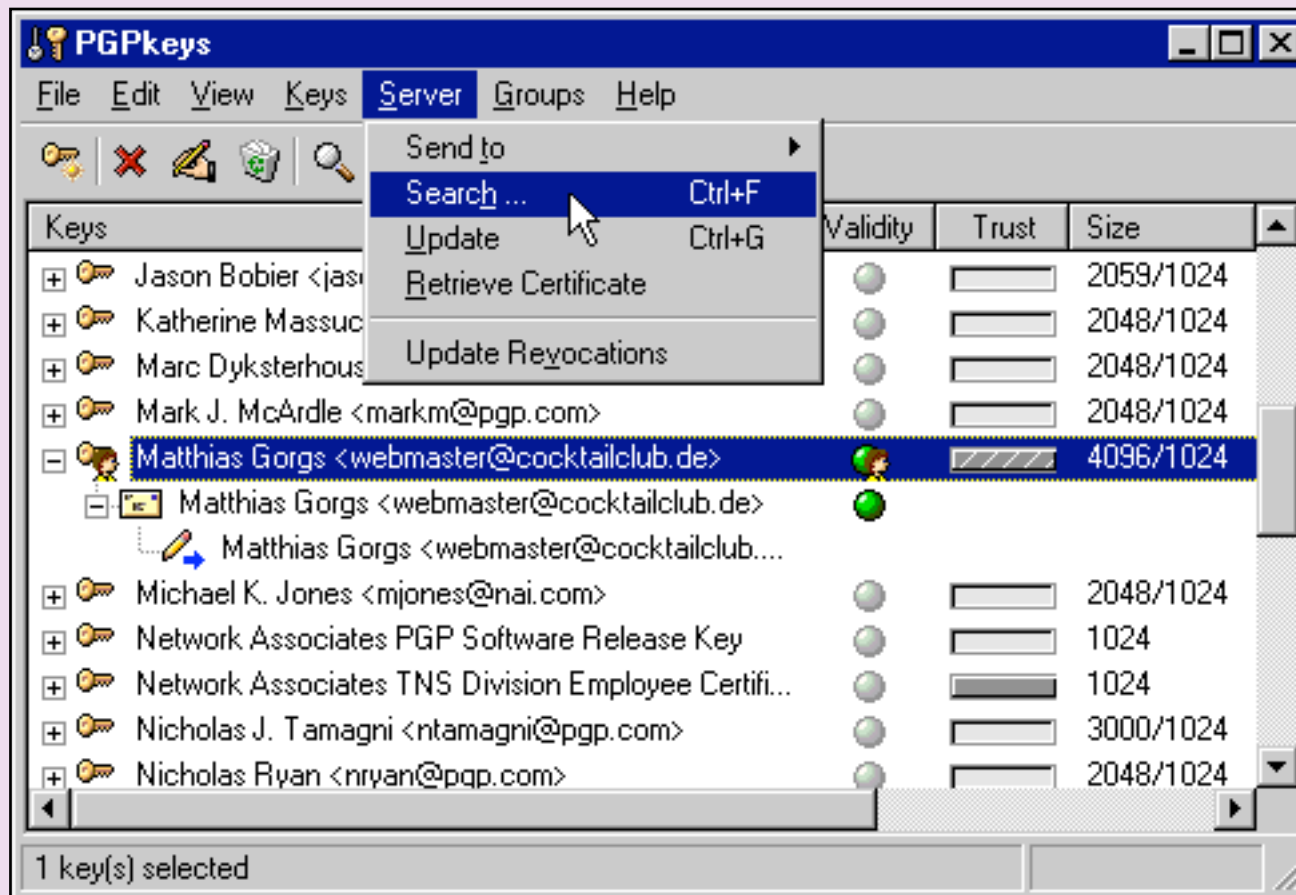 PGPkeys
File Edit View Keys Server Groups Help
Send to
Search ... Ctrl+F
Update Ctrl+G
Retrieve Certificate
Update Revocations
Keys Validity Trust Size
Jason Bobier <jas 2059/1024
Katherine Massuc 2048/1024
Marc Dyksterhous 2048/1024
Mark J. McArdle <markm@pgp.com> 2048/1024
Matthias Gorgs <webmaster@cocktailclub.de> 4096/1024
Matthias Gorgs <webmaster@cocktailclub.de>
Matthias Gorgs <webmaster@cocktailclub....
Michael K. Jones <mjones@nai.com> 2048/1024
Network Associates PGP Software Release Key 1024
Network Associates TNS Division Employee Certifi... 1024
Nicholas J. Tamagni <ntamagni@pgp.com> 3000/1024
Nicholas Ryan <nryan@pgp.com> 2048/1024
1 key(s) selected